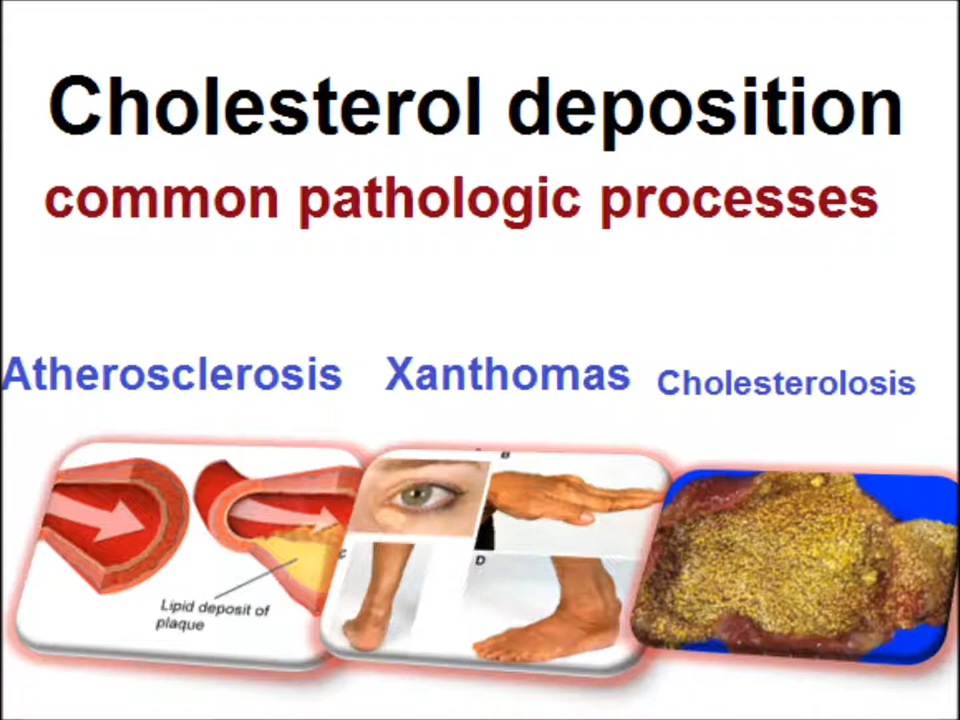 Cholesterol deposition
common pathologic processes
Atherosclerosis Xanthomas Cholesterolosis
B
C
D
Lipid deposit of
plaque